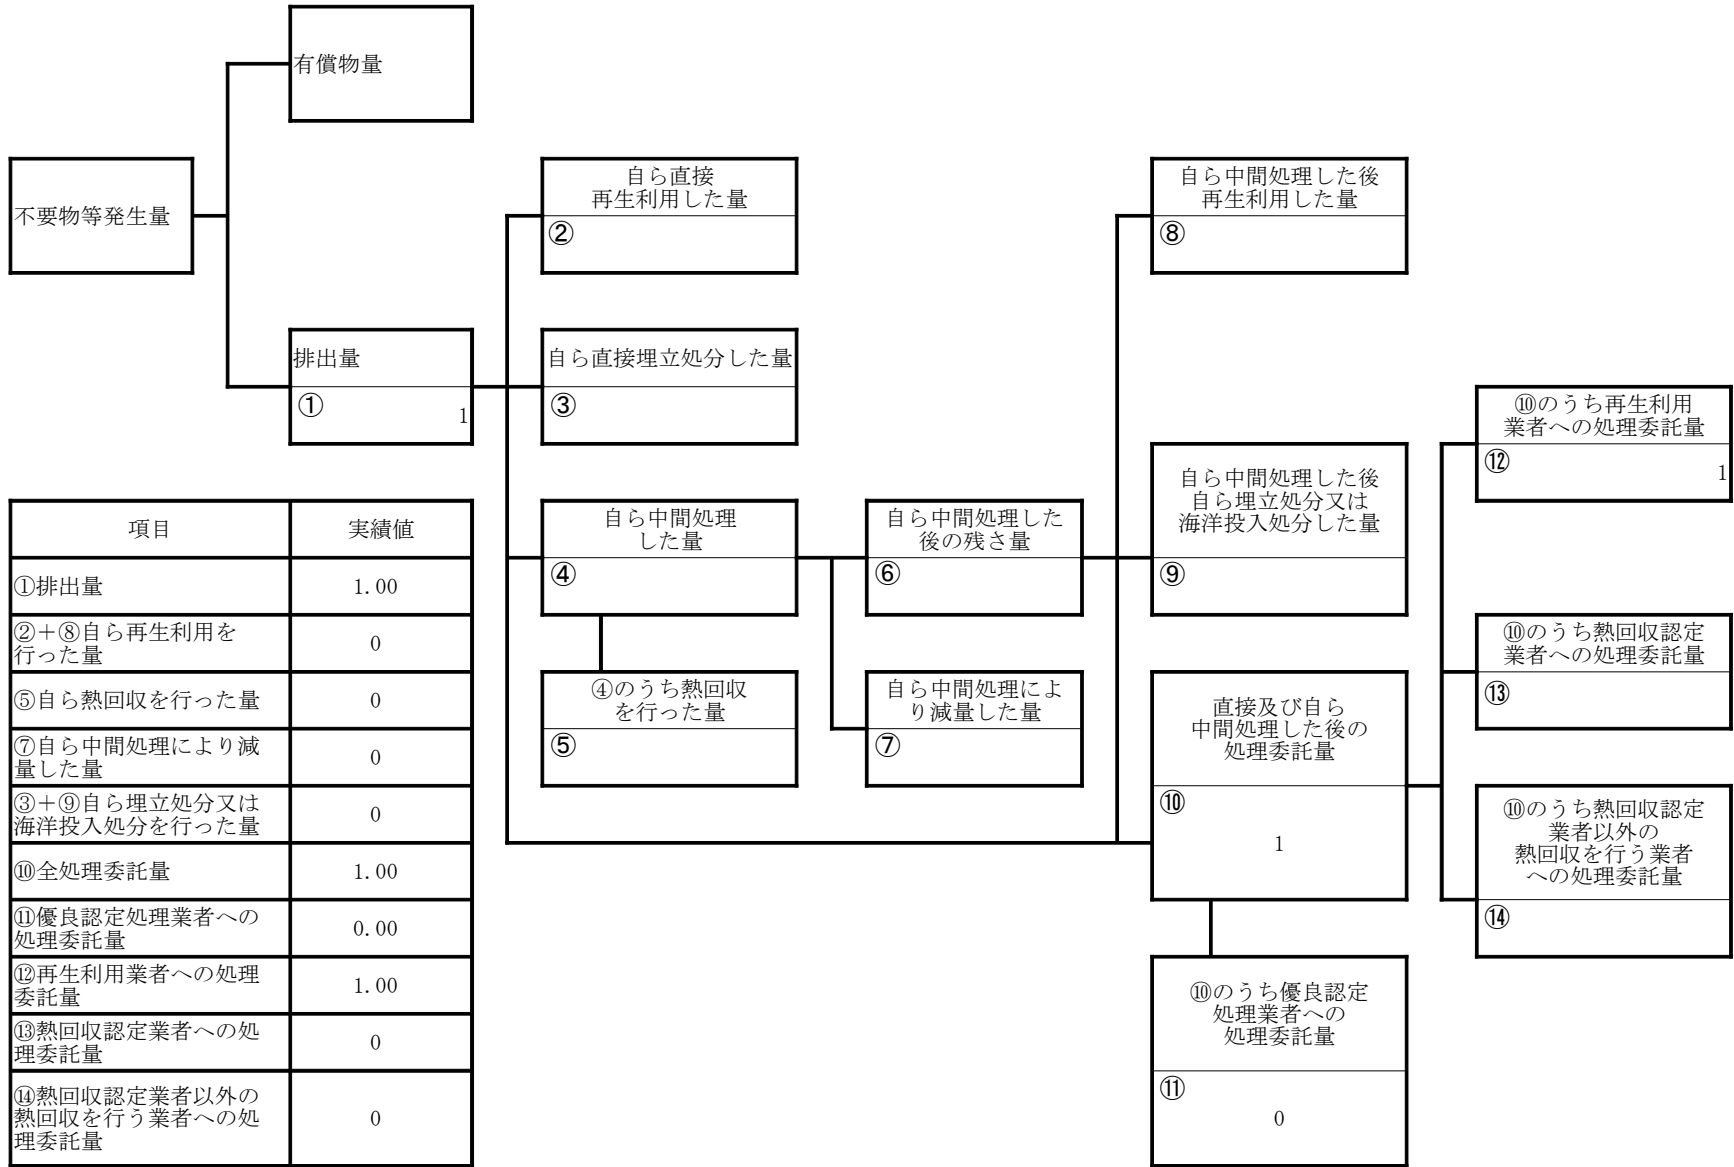 有償物量
不要物等発生量
自ら直接
再生利用した量
②
自ら中間処理した後
再生利用した量
⑧
排出量
①
1
自ら直接埋立処分した量
③
⑩のうち再生利用
業者への処理委託量
⑫
1
自ら中間処理した後
自ら埋立処分又は
海洋投入処分した量
⑨
自ら中間処理
した量
④
自ら中間処理した
後の残さ量
⑥
④のうち熱回収
を行った量
⑤
自ら中間処理によ
り減量した量
⑦
直接及び自ら
中間処理した後の
処理委託量
⑩
1
⑩のうち熱回収認定
業者への処理委託量
⑬
⑩のうち熱回収認定
業者以外の
熱回収を行う業者
への処理委託量
⑭
⑩のうち優良認定
処理業者への
処理委託量
⑪
0
項目 実績値
①排出量 1.00
②+⑧自ら再生利用を
行った量 0
⑤自ら熱回収を行った量 0
⑦自ら中間処理により減
量した量 0
③+⑨自ら埋立処分又は
海洋投入処分を行った量 0
⑩全処理委託量 1.00
⑪優良認定処理業者への
処理委託量 0.00
⑫再生利用業者への処理
委託量 1.00
⑬熱回収認定業者への処
理委託量 0
⑭熱回収認定業者以外の
熱回収を行う業者への処
理委託量 0